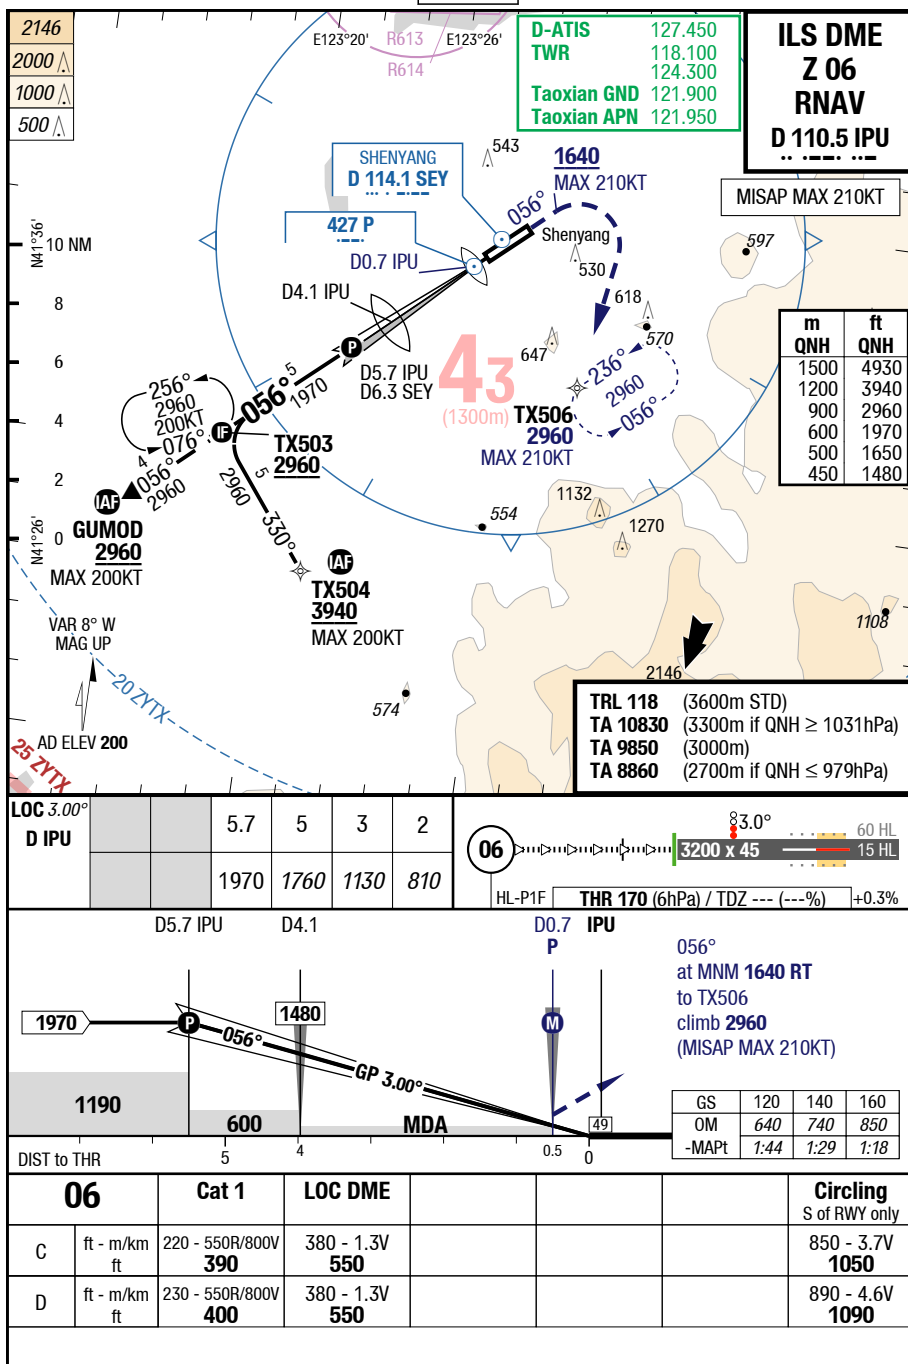 2146
2000
1000
500
E123°20'
R613
E123°26'
R614
D-ATIS 127.450
TWR 118.100
124.300
Taoxian GND 121.900
Taoxian APN 121.950
ILS DME
Z 06
RNAV
D 110.5 IPU
MISAP MAX 210KT
543
1640
MAX 210KT
SHENYANG
D 114.1 SEY
427 P
056°
Shenyang
530
597
N41°36'
10 NM
D0.7 IPU
D4.1 IPU
618
570
647
8
6
4
2
0
N41°26'
P
D5.7 IPU
D6.3 SEY
43
(1300m)
m ft
QNH QNH
1500 4930
1200 3940
900 2960
600 1970
500 1650
450 1480
236°
2960
056°
TX506
2960
MAX 210KT
056°
5
1970
256°
2960
200KT
076°
IF
TX503
2960
4
056°
2960
5
2960
330°
IAF
GUMOD
2960
MAX 200KT
IAF
TX504
3940
MAX 200KT
1132
554
1270
1108
2146
574
VAR 8° W
MAG UP
20 ZYTX
AD ELEV 200
25 ZYTX
TRL 118 (3600m STD)
TA 10830 (3300m if QNH ≥ 1031hPa)
TA 9850 (3000m)
TA 8860 (2700m if QNH ≤ 979hPa)
LOC 3.00°
D IPU
5.7 5 3 2
1970 1760 1130 810
06
3.0°
60 HL
3200 x 45
15 HL
HL-P1F
THR 170 (6hPa) / TDZ --- (---%)
+0.3%
D5.7 IPU
D4.1
D0.7
P
IPU
1970
P
056°
1480
GP 3.00°
M
056°
at MNM 1640 RT
to TX506
climb 2960
(MISAP MAX 210KT)
1190
600
MDA
49
DIST to THR
5
4
0.5
0
GS 120 140 160
OM 640 740 850
-MAPt 1:44 1:29 1:18
06
Cat 1
LOC DME
Circling
S of RWY only
C
ft - m/km 220 - 550R/800V 380 - 1.3V 850 - 3.7V
ft 390 550 1050
D
ft - m/km 230 - 550R/800V 380 - 1.3V 890 - 4.6V
ft 400 550 1090